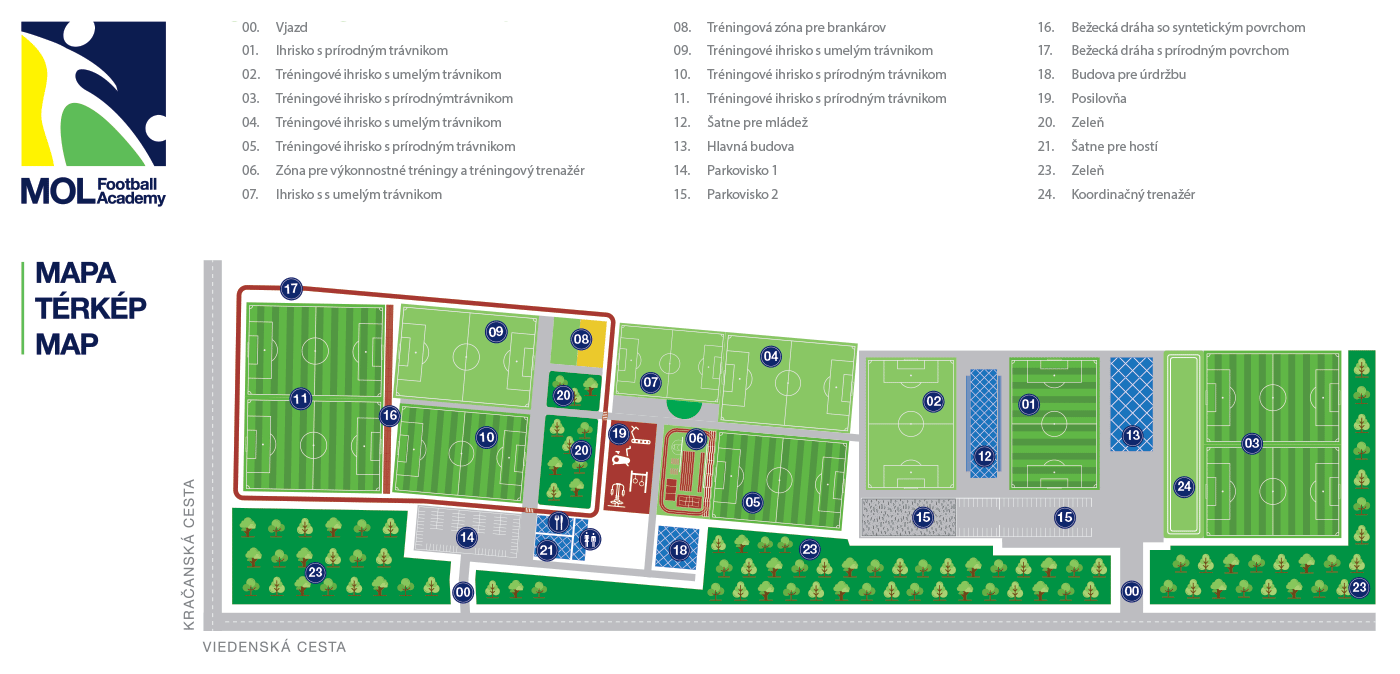 00. Vjazd
01. Ihrisko s prírodným trávnikom
02. Tréningové ihrisko s umelým trávnikom
03. Tréningové ihrisko s prírodnýmtrávnikom
04. Tréningové ihrisko s umelým trávnikom
05. Tréningové ihrisko s prírodným trávnikom
06. Zóna pre výkonnostné tréningy a tréningový trenažér
07. Ihrisko s s umelým trávnikom
08. Tréningová zóna pre brankárov
09. Tréningové ihrisko s umelým trávnikom
10. Tréningové ihrisko s prírodným trávnikom
11. Tréningové ihrisko s prírodným trávnikom
12. Šatne pre mládež
13. Hlavná budova
14. Parkovisko 1
15. Parkovisko 2
16. Bežecká dráha so syntetickým povrchom
17. Bežecká dráha s prírodným povrchom
18. Budova pre úrdržbu
19. Posilovňa
20. Zeleň
21. Šatne pre hostí
23. Zeleň
24. Koordinačný trenažér
MOL Football
Academy
MAPA
TÉRKÉP
MAP
17
09
08
04
07
20
11
16
10
20
19
06
05
02
01
12
13
03
24
15
15
14
21
18
23
23
23
00
00
KRAČANSKÁ CESTA
VIEDENSKÁ CESTA